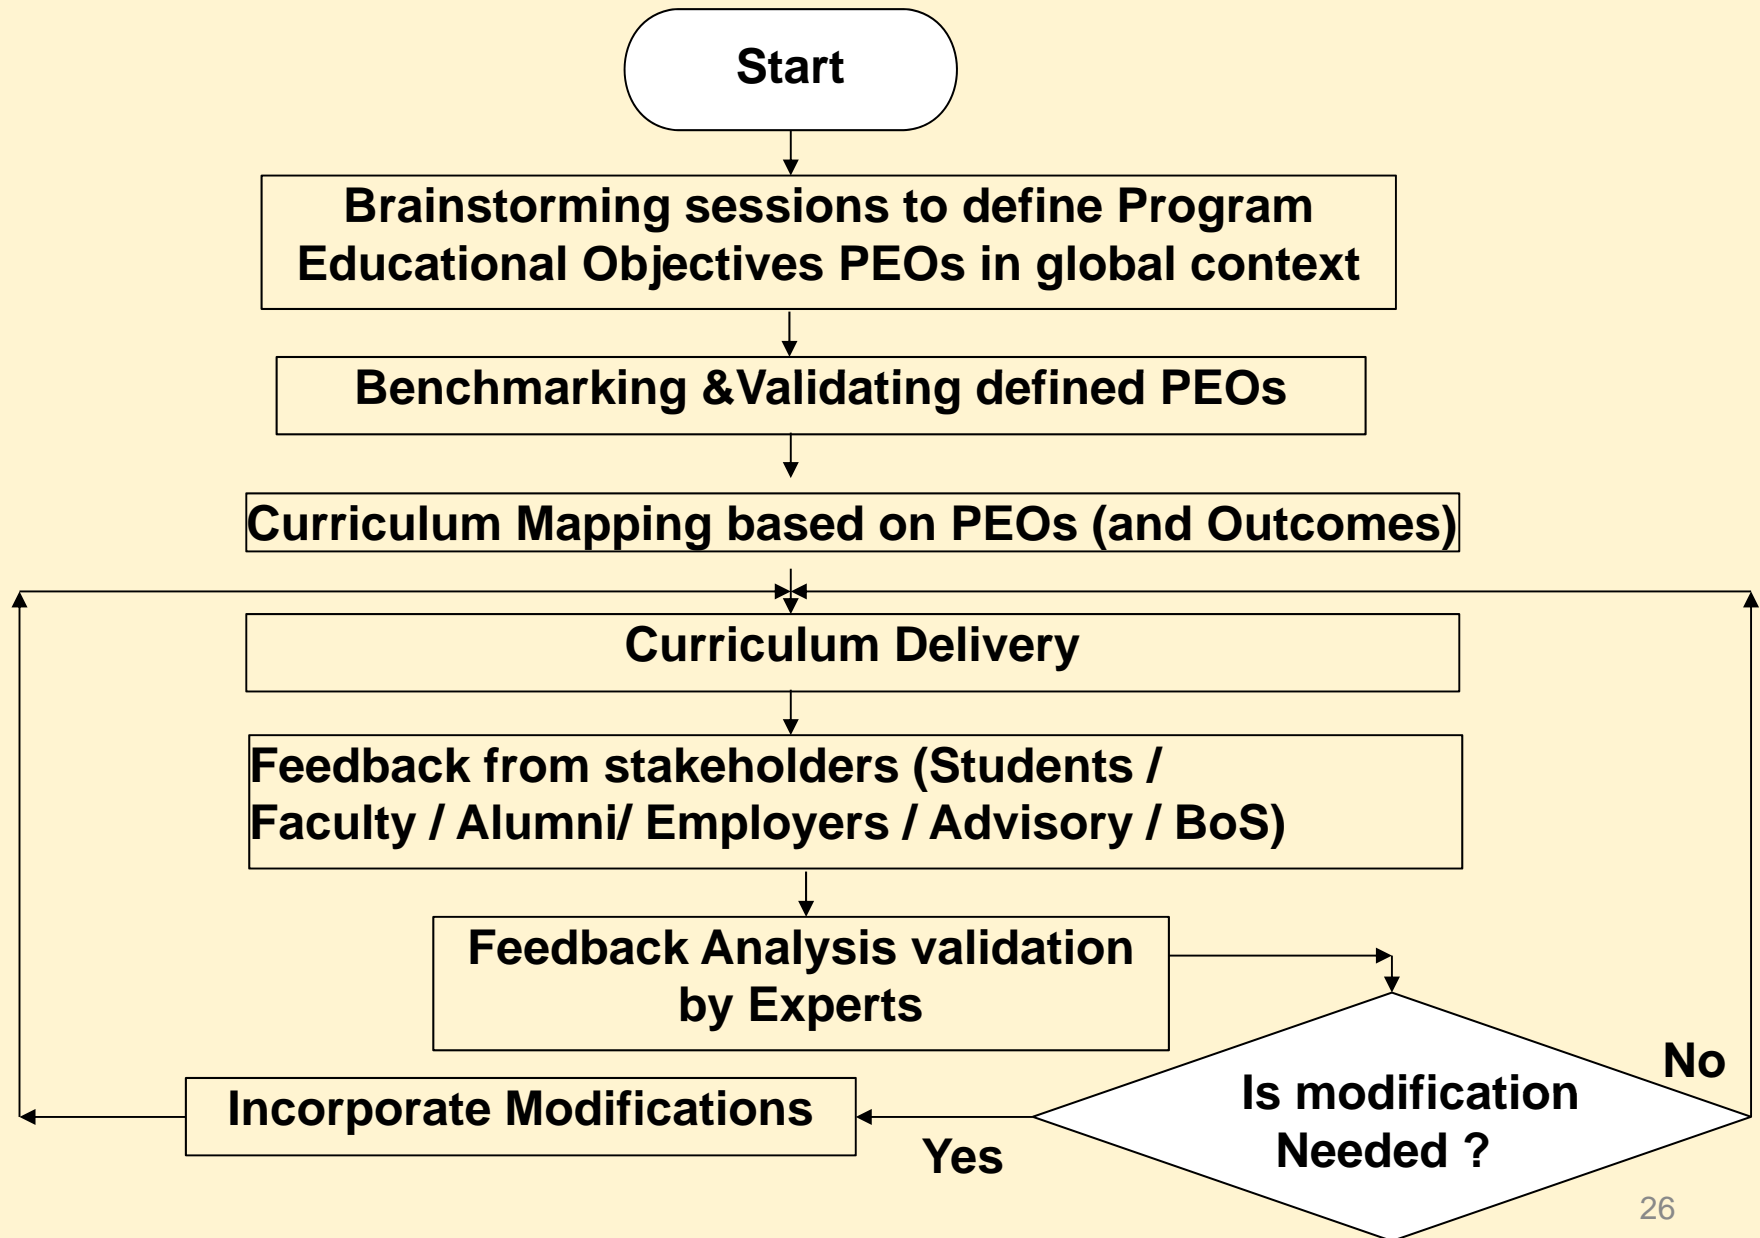 Start
Brainstorming sessions to define Program
Educational Objectives PEOs in global context
Benchmarking &Validating defined PEOs
Curriculum Mapping based on PEOs (and Outcomes)
Curriculum Delivery
Feedback from stakeholders (Students /
Faculty / Alumni/ Employers / Advisory / BoS)
Feedback Analysis validation
by Experts
No
Is modification
Needed ?
Yes
Incorporate Modifications
26